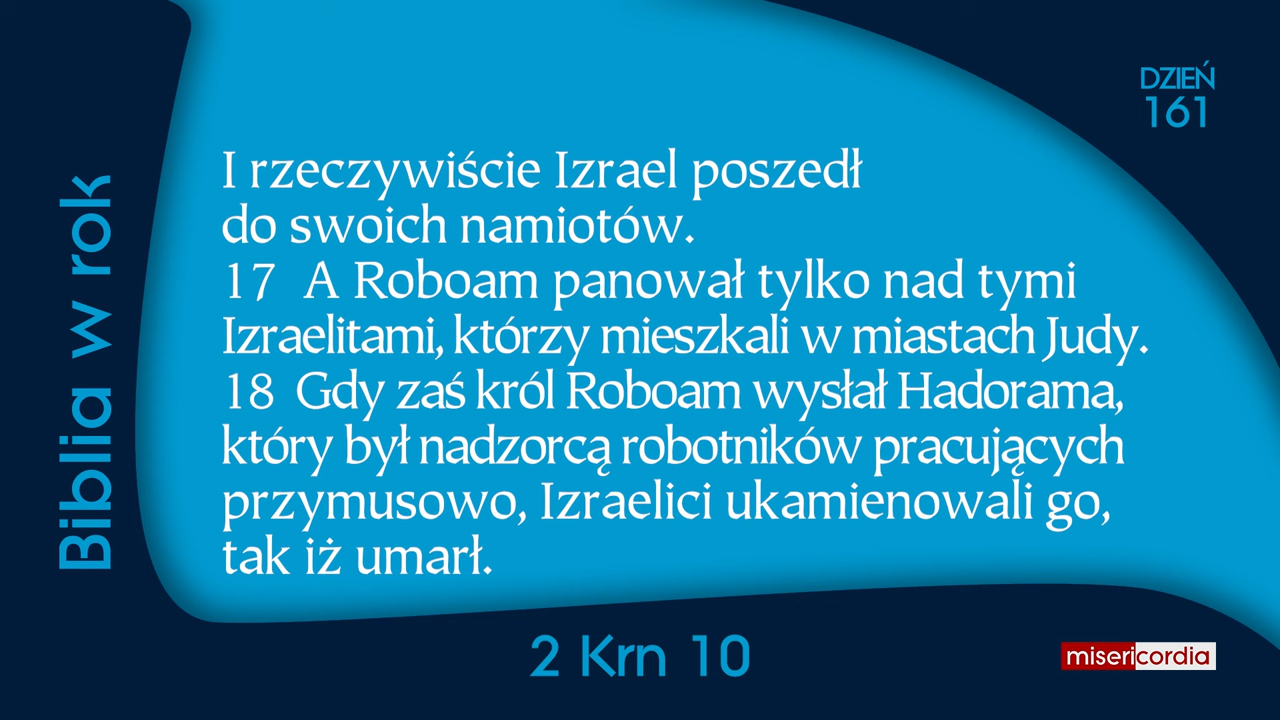 DZIEŃ
161
Biblia w rok
I rzeczywiście Izrael poszedł
do swoich namiotów.
17 A Roboam panował tylko nad tymi
Izraelitami, którzy mieszkali w miastach Judy.
18 Gdy zaś król Roboam wysłał Hadorama,
który był nadzorcą robotników pracujących
przymusowo, Izraelici ukamienowali go,
tak iż umarł.
2 Krn 10
misericordia